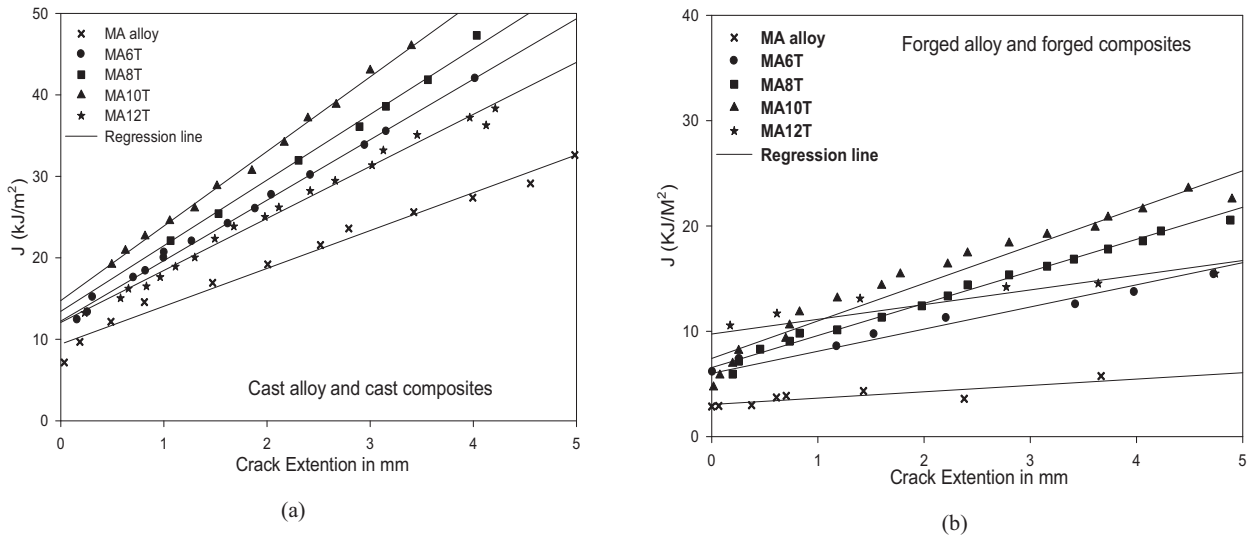 50
40
30
20
10
0
J (kJ/m²)
MA alloy
MA6T
MA8T
MA10T
MA12T
Regression line
Cast alloy and cast composites
0 1 2 3 4 5
Crack Extention in mm
(a)
40
30
20
10
0
J (KJ/M²)
MA alloy
MA6T
MA8T
MA10T
MA12T
Regression line
Forged alloy and forged composites
0 1 2 3 4 5
Crack Extention in mm
(b)